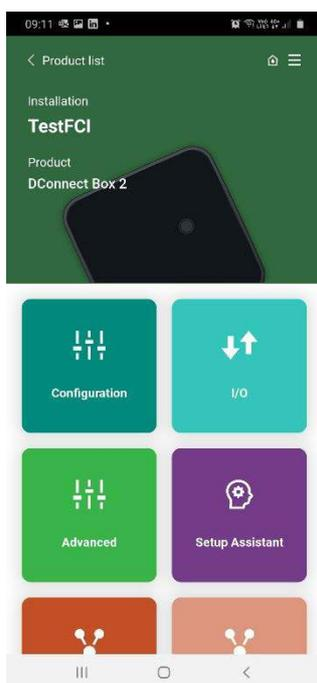 09:11
Product list
Installation
TestFCI
Product
DConnect Box 2
Configuration
I/O
Advanced
Setup Assistant